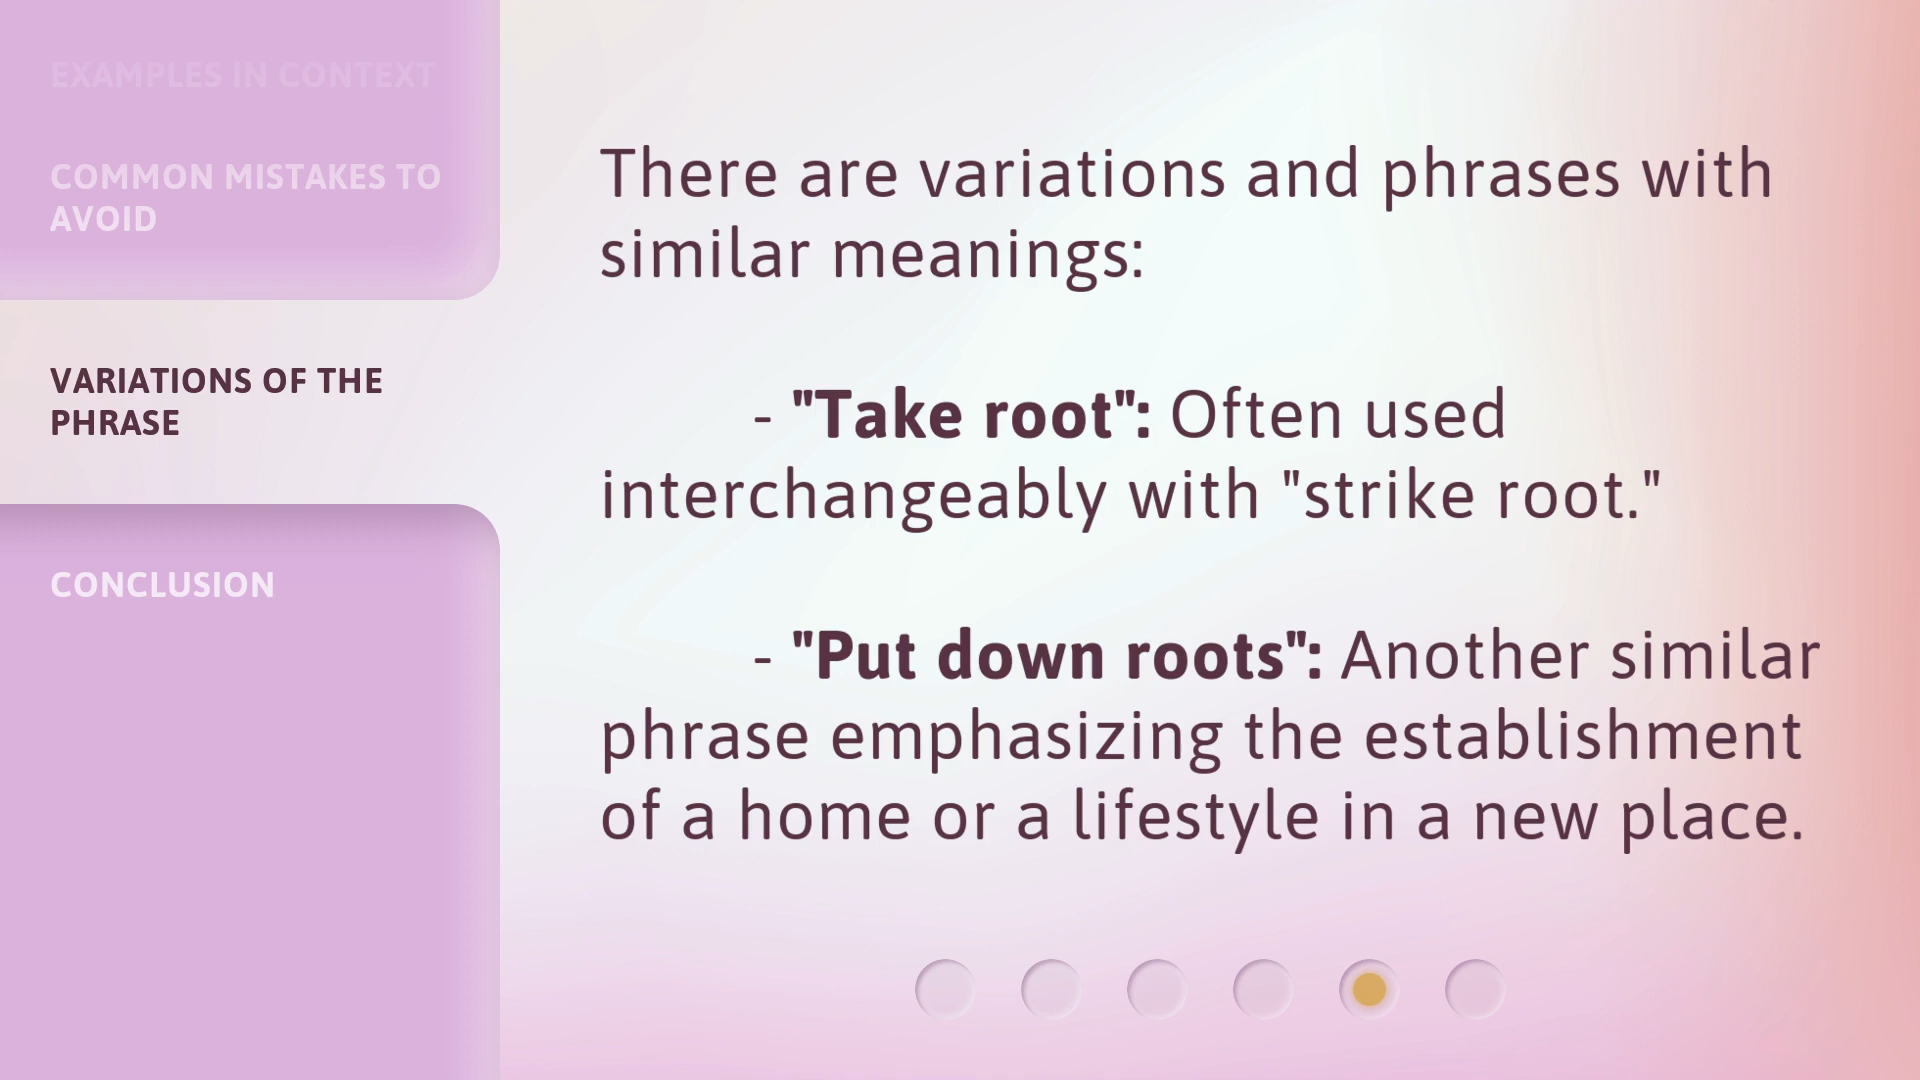 EXAMPLES IN CONTEXT
COMMON MISTAKES TO
AVOID
VARIATIONS OF THE
PHRASE
CONCLUSION
There are variations and phrases with
similar meanings:
- "Take root": Often used
interchangeably with "strike root."
- "Put down roots": Another similar
phrase emphasizing the establishment
of a home or a lifestyle in a new place.